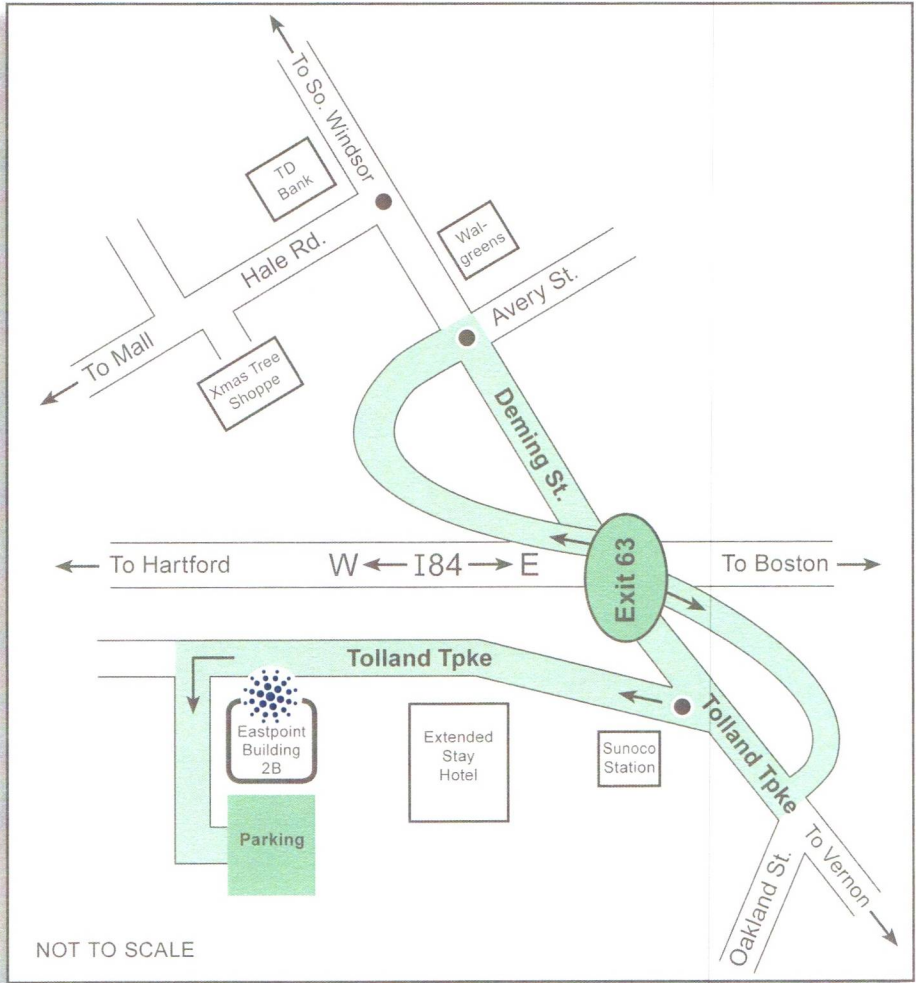 To So. Windsor
TD
Bank
Wal-
greens
Hale Rd.
Avery St.
To Mall
Xmas Tree
Shoppe
Deming St.
To Hartford
W
I84
E
Exit 63
To Boston
Tolland Tpke
Tolland Tpke
Eastpoint
Building
2B
Extended
Stay
Hotel
Sunoco
Station
Parking
To Vernon
Oakland St.
NOT TO SCALE